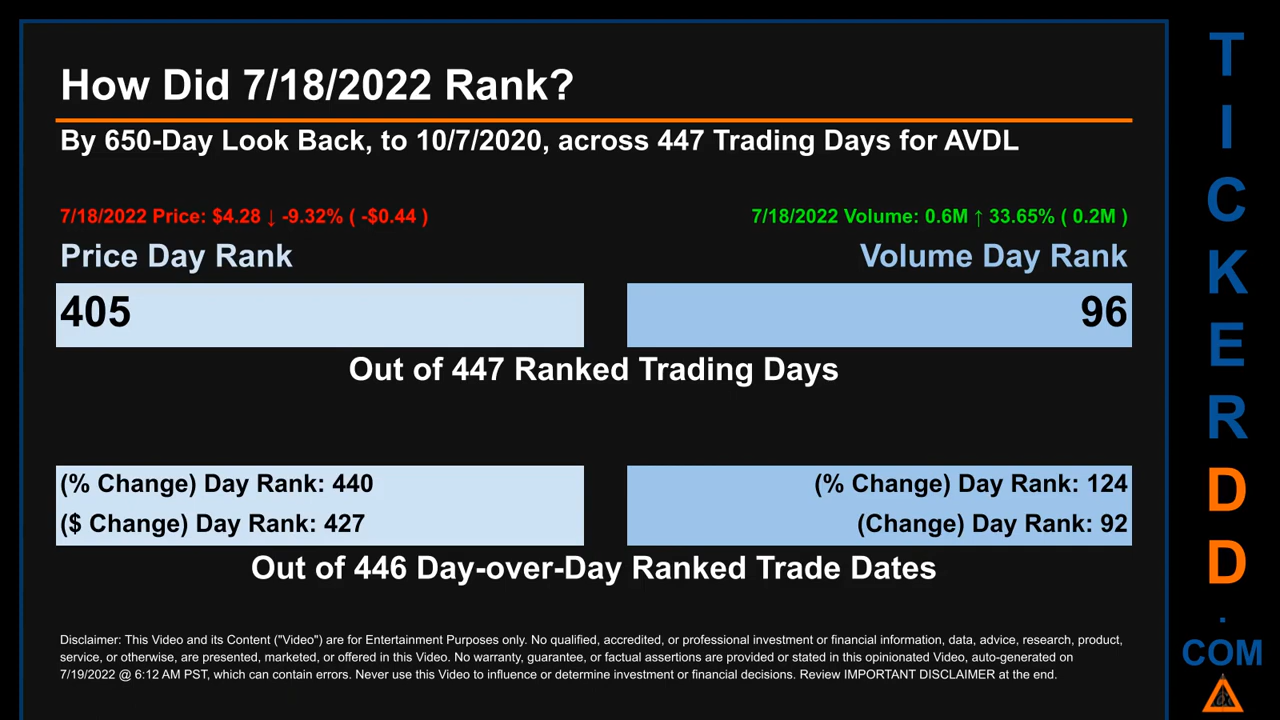 How Did 7/18/2022 Rank?
By 650-Day Look Back, to 10/7/2020, across 447 Trading Days for AVDL
7/18/2022 Price: $4.28 ↓ -9.32% ( -$0.44 )
7/18/2022 Volume: 0.6M ↑ 33.65% ( 0.2M )
Price Day Rank
Volume Day Rank
405
96
Out of 447 Ranked Trading Days
(% Change) Day Rank: 440
($ Change) Day Rank: 427
(% Change) Day Rank: 124
(Change) Day Rank: 92
Out of 446 Day-over-Day Ranked Trade Dates
Disclaimer: This Video and its Content ("Video") are for Entertainment Purposes only. No qualified, accredited, or professional investment or financial information, data, advice, research, product,
service, or otherwise, are presented, marketed, or offered in this Video. No warranty, guarantee, or factual assertions are provided or stated in this opinionated Video, auto-generated on
7/19/2022 @ 6:12 AM PST, which can contain errors. Never use this Video to influence or determine investment or financial decisions. Review IMPORTANT DISCLAIMER at the end.
T
I
C
K
E
R
D
D
.
COM